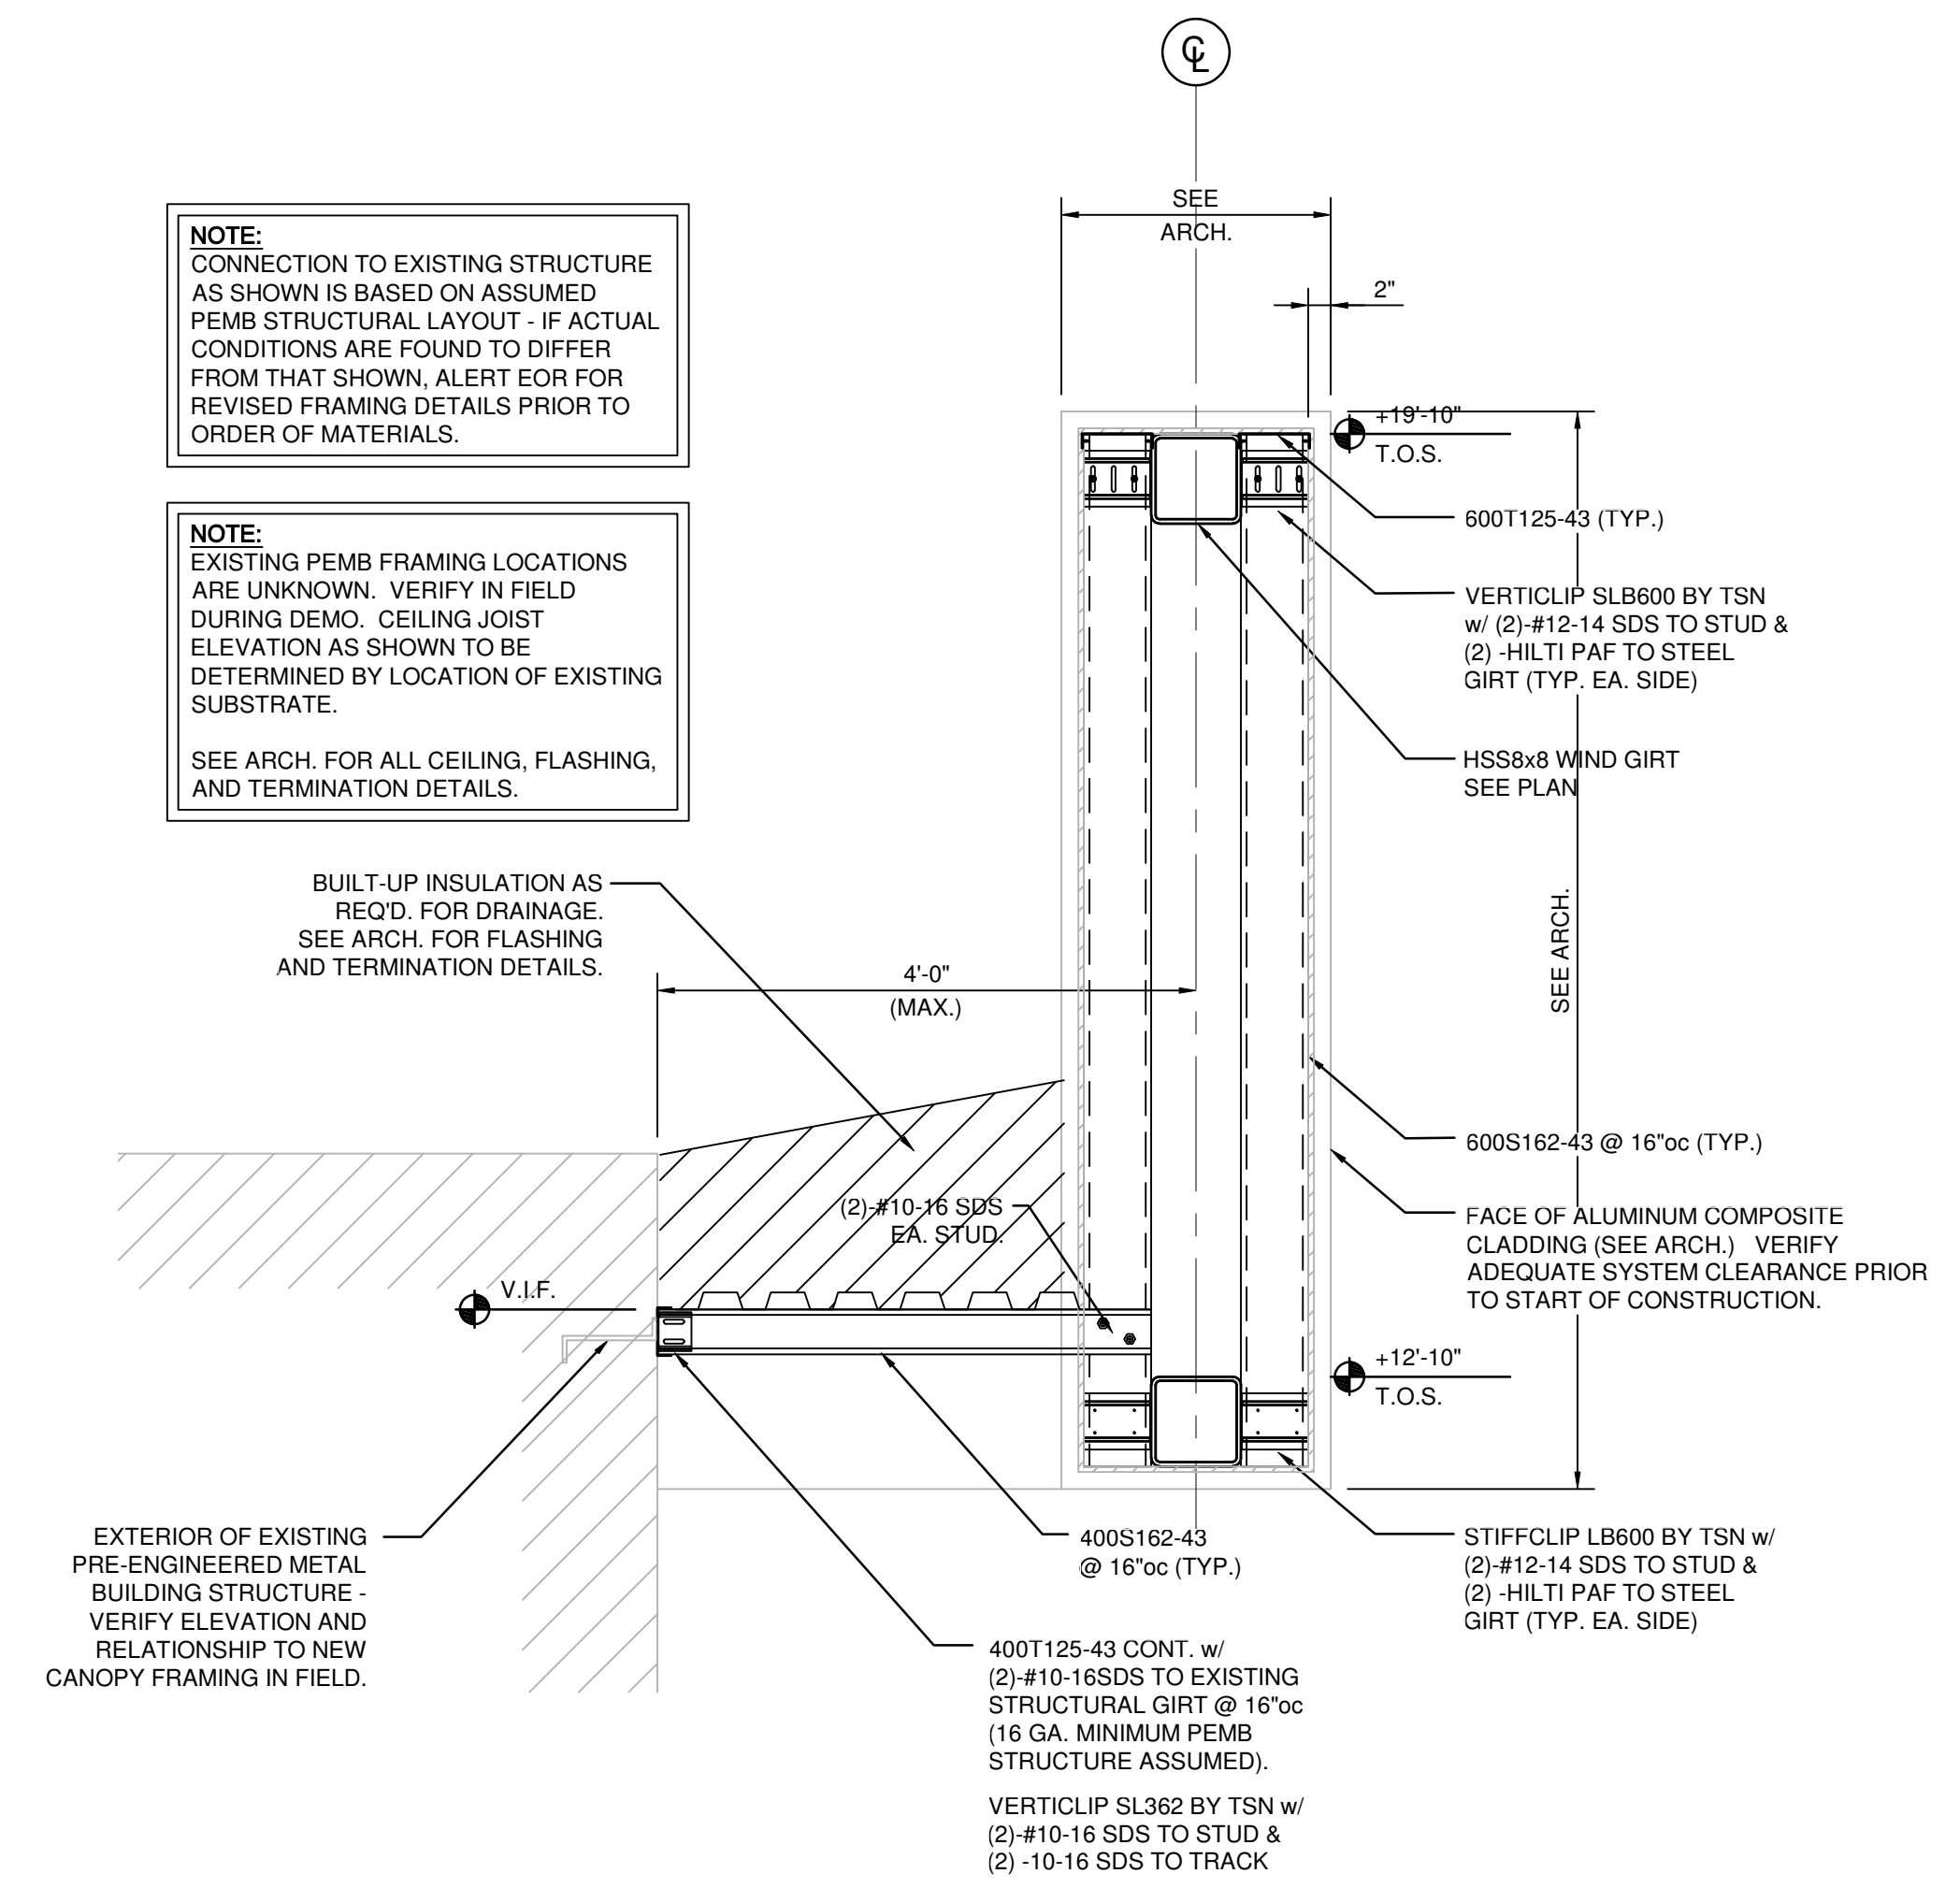 CL
SEE
ARCH.
2"
NOTE:
CONNECTION TO EXISTING STRUCTURE
AS SHOWN IS BASED ON ASSUMED
PEMB STRUCTURAL LAYOUT - IF ACTUAL
CONDITIONS ARE FOUND TO DIFFER
FROM THAT SHOWN, ALERT EOR FOR
REVISED FRAMING DETAILS PRIOR TO
ORDER OF MATERIALS.
NOTE:
EXISTING PEMB FRAMING LOCATIONS
ARE UNKNOWN. VERIFY IN FIELD
DURING DEMO. CEILING JOIST
ELEVATION AS SHOWN TO BE
DETERMINED BY LOCATION OF EXISTING
SUBSTRATE.
SEE ARCH. FOR ALL CEILING, FLASHING,
AND TERMINATION DETAILS.
+19'-10"
T.O.S.
600T125-43 (TYP.)
VERTICLIP SLB600 BY TSN
w/ (2)-#12-14 SDS TO STUD &
(2) -HILTI PAF TO STEEL
GIRT (TYP. EA. SIDE)
HSS8x8 WIND GIRT
SEE PLAN
SEE ARCH.
BUILT-UP INSULATION AS
REQ'D. FOR DRAINAGE.
SEE ARCH. FOR FLASHING
AND TERMINATION DETAILS.
4'-0"
(MAX.)
600S162-43 @ 16"oc (TYP.)
(2)-#10-16 SDS
EA. STUD.
FACE OF ALUMINUM COMPOSITE
CLADDING (SEE ARCH.) VERIFY
ADEQUATE SYSTEM CLEARANCE PRIOR
TO START OF CONSTRUCTION.
V.I.F.
+12'-10"
T.O.S.
EXTERIOR OF EXISTING
PRE-ENGINEERED METAL
BUILDING STRUCTURE -
VERIFY ELEVATION AND
RELATIONSHIP TO NEW
CANOPY FRAMING IN FIELD.
400S162-43
@ 16"oc (TYP.)
STIFFCLIP LB600 BY TSN w/
(2)-#12-14 SDS TO STUD &
(2) -HILTI PAF TO STEEL
GIRT (TYP. EA. SIDE)
400T125-43 CONT. w/
(2)-#10-16SDS TO EXISTING
STRUCTURAL GIRT @ 16"oc
(16 GA. MINIMUM PEMB
STRUCTURE ASSUMED).
VERTICLIP SL362 BY TSN w/
(2)-#10-16 SDS TO STUD &
(2) -10-16 SDS TO TRACK